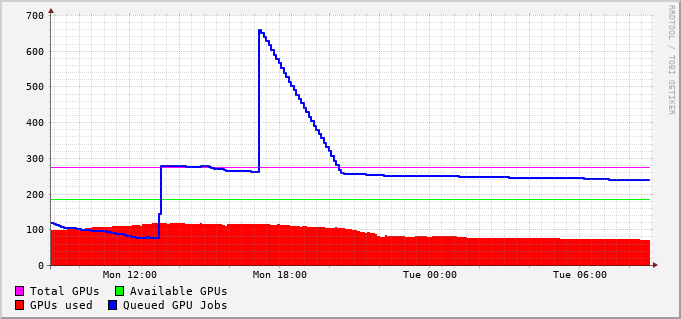 700
600
500
400
300
200
100
0
Mon 12:00 Mon 18:00 Tue 00:00 Tue 06:00
Total GPUs Available GPUs
GPUs used Queued GPU Jobs
RRDTOOL / TOBI OETIKER